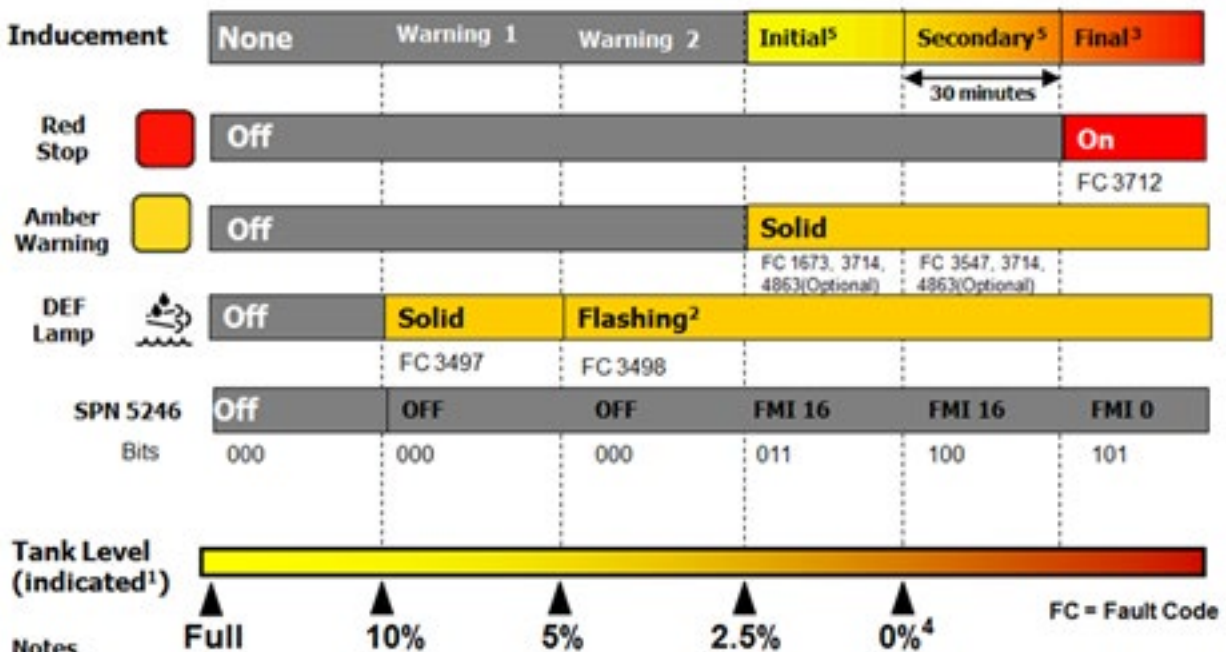 Inducement None Warning 1 Warning 2 Initial⁵ Secondary⁵ Final³
30 minutes
Red Stop Off On
FC 3712
Amber Warning Off Solid
FC 1673, 3714, 4863(Optional) FC 3547, 3714, 4863(Optional)
DEF Lamp Off Solid Flashing²
FC 3497 FC 3498
SPN 5246 Off OFF OFF FMI 16 FMI 16 FMI 0
Bits 000 000 000 011 100 101
Tank Level
(indicated¹)
FC = Fault Code
Full 10% 5% 2.5% 0%⁴
Notes